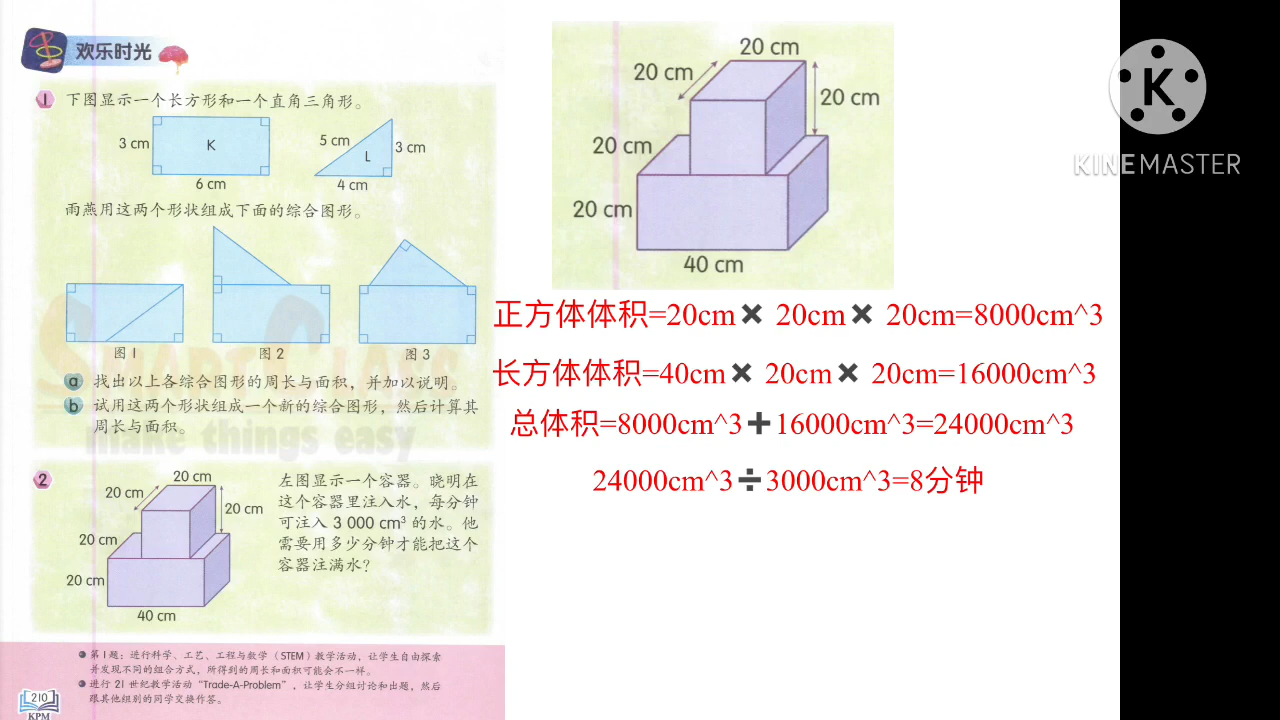 欢乐时光
1 下图显示一个长方形和一个直角三角形。
3 cm
K
6 cm
5 cm
L
3 cm
4 cm
雨燕用这两个形状组成下面的综合图形。
图1
图2
图3
a 找出以上各综合图形的周长与面积，并加以说明。
b 试用这两个形状组成一个新的综合图形，然后计算其
周长与面积。
make things easy
2
20 cm
20 cm
20 cm
20 cm
20 cm
40 cm
左图显示一个容器。晓明在
这个容器里注入水，每分钟
可注入 3 000 cm³ 的水。他
需要用多少分钟才能把这个
容器注满水？
第1题：进行科学、工艺、工程与数学（STEM）教学活动，让学生自由探索
并发现不同的组合方式，所得到的周长和面积可能会不一样。
进行 21 世纪教学活动 “Trade-A-Problem”，让学生分组讨论和出题，然后
跟其他组别的同学交换作答。
210
KPM
20 cm
20 cm
20 cm
20 cm
20 cm
40 cm
正方体体积=20cm✖ 20cm✖ 20cm=8000cm^3
长方体体积=40cm✖ 20cm✖ 20cm=16000cm^3
总体积=8000cm^3➕16000cm^3=24000cm^3
24000cm^3➗3000cm^3=8分钟
K
KINEMASTER